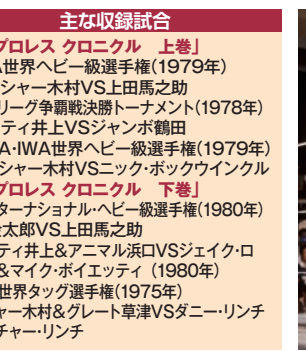 主な収録試合
プロレス クロニクル 上巻」
A世界ヘビー級選手権(1979年)
シャー木村VS上田馬之助
リーグ争覇戦決勝トーナメント(1978年)
ティ井上VSジャンボ鶴田
A・IWA世界ヘビー級選手権(1979年)
シャー木村VSニック・ボックウインクル
プロレス クロニクル 下巻」
ターナショナル・ヘビー級選手権(1980年)
太郎VS上田馬之助
ティ井上&アニマル浜口VSジェイク・ロ
&マイク・ボイエッティ (1980年)
世界タッグ選手権(1975年)
ャー木村&グレート草津VSダニー・リンチ
チャー・リンチ